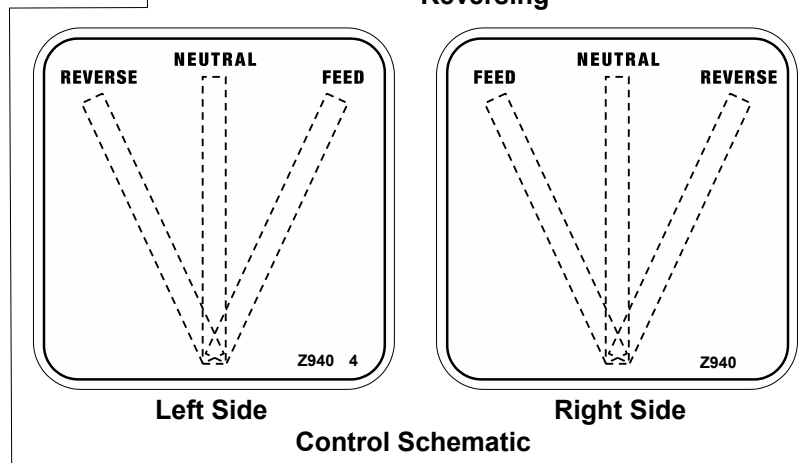 Reversing
NEUTRAL
REVERSE FEED
Z940 4
Left Side
NEUTRAL
FEED REVERSE
Z940
Right Side
Control Schematic